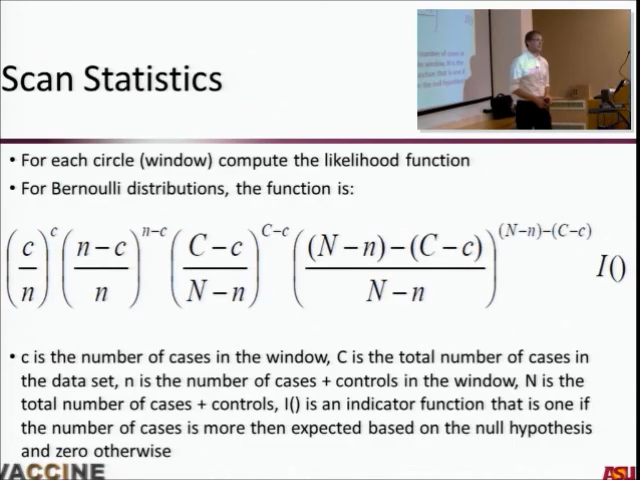 Scan Statistics
• For each circle (window) compute the likelihood function
• For Bernoulli distributions, the function is:
(c/n)^c ((n−c)/n)^(n−c) ((C−c)/(N−n))^(C−c) (((N−n)−(C−c))/(N−n))^((N−n)−(C−c)) I()
• c is the number of cases in the window, C is the total number of cases in
the data set, n is the number of cases + controls in the window, N is the
total number of cases + controls, I() is an indicator function that is one if
the number of cases is more then expected based on the null hypothesis
and zero otherwise
VACCINE
ASU